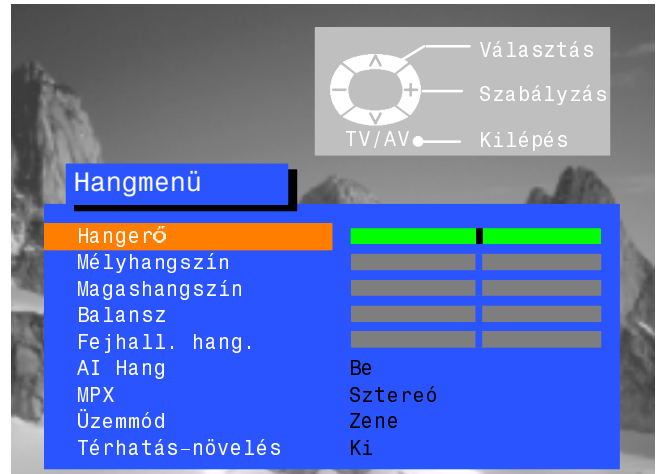 Választás
Szabályzás
TV/AV Kilépés
Hangmenü
Hangerő
Mélyhangszín
Magashangszín
Balansz
Fejhall. hang.
AI Hang Be
MPX Sztereó
Üzemmód Zene
Térhatás–növelés Ki